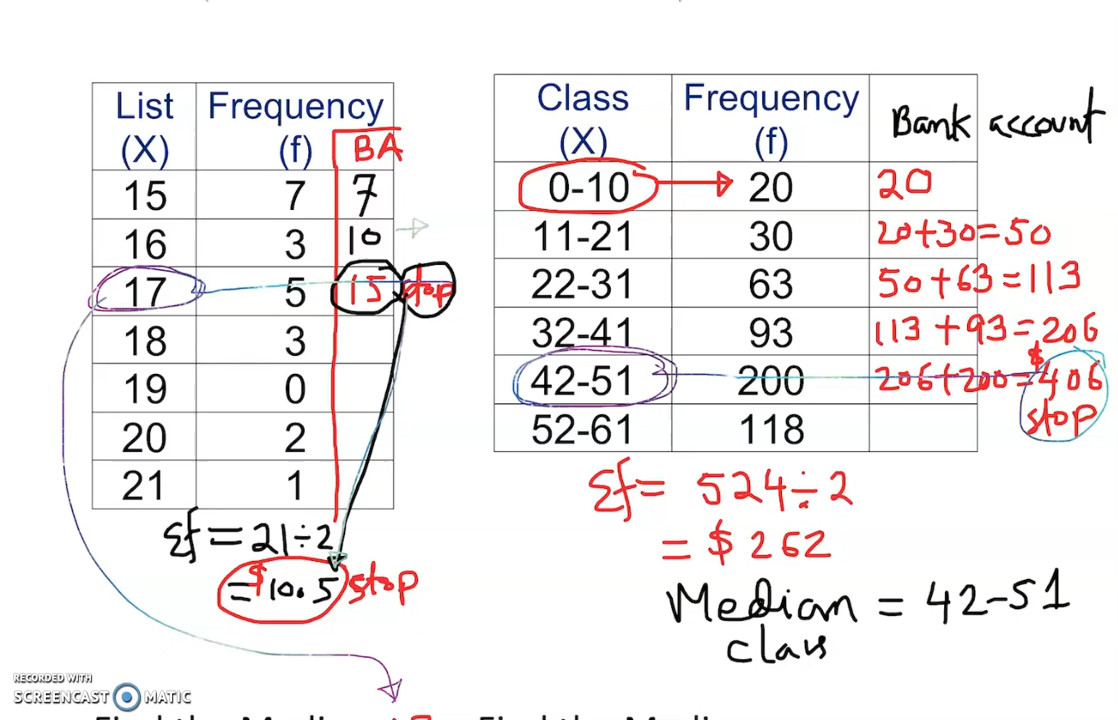 List Frequency
(X) (f) BA
15 7 7
16 3 10
17 5 15 stop
18 3
19 0
20 2
21 1
Σf = 21÷2
= $10.5 stop
Class Frequency Bank account
(X) (f)
0-10 20 20
11-21 30 20+30=50
22-31 63 50+63=113
32-41 93 113+93=206
42-51 200 206+200=$406
stop
52-61 118
Σf= 524÷2
= $262
Median = 42-51
class
RECORDED WITH
SCREENCAST MATIC